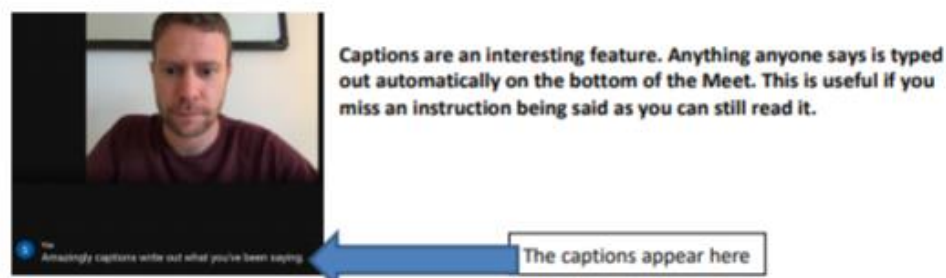 Captions are an interesting feature. Anything anyone says is typed
out automatically on the bottom of the Meet. This is useful if you
miss an instruction being said as you can still read it.
S
You
Amazingly captions write out what you've been saying.
The captions appear here